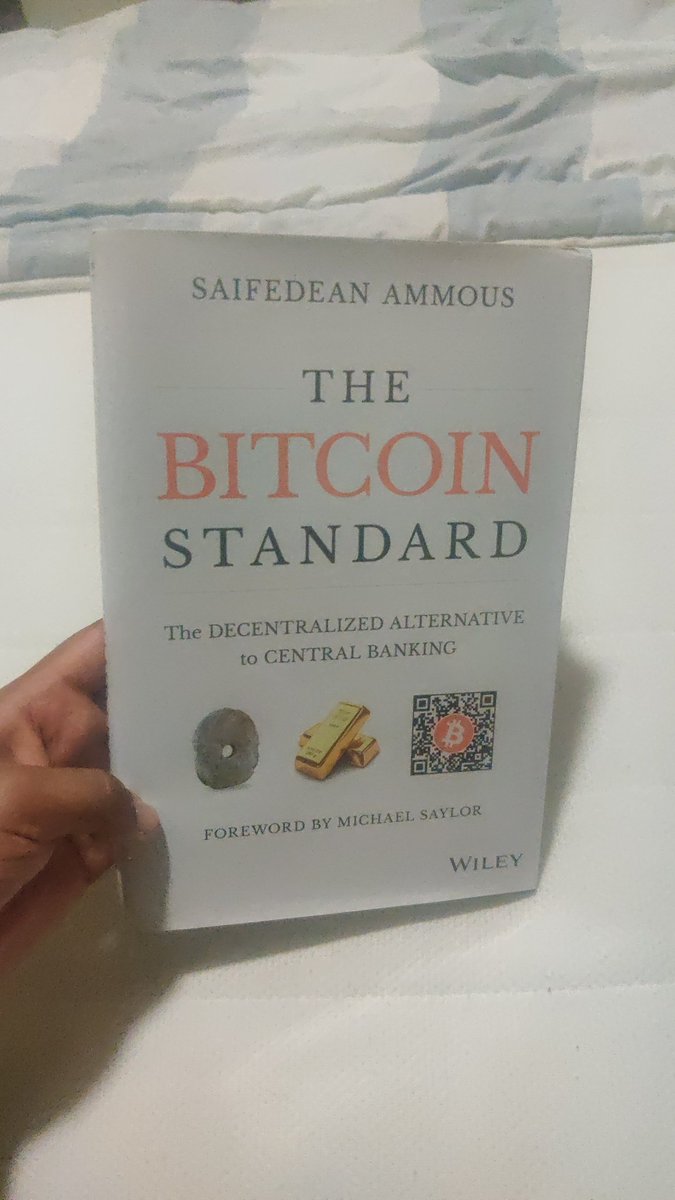 SAIFEDEAN AMMOUS
THE
BITCOIN
STANDARD
The DECENTRALIZED ALTERNATIVE
to CENTRAL BANKING
FOREWORD BY MICHAEL SAYLOR
WILEY